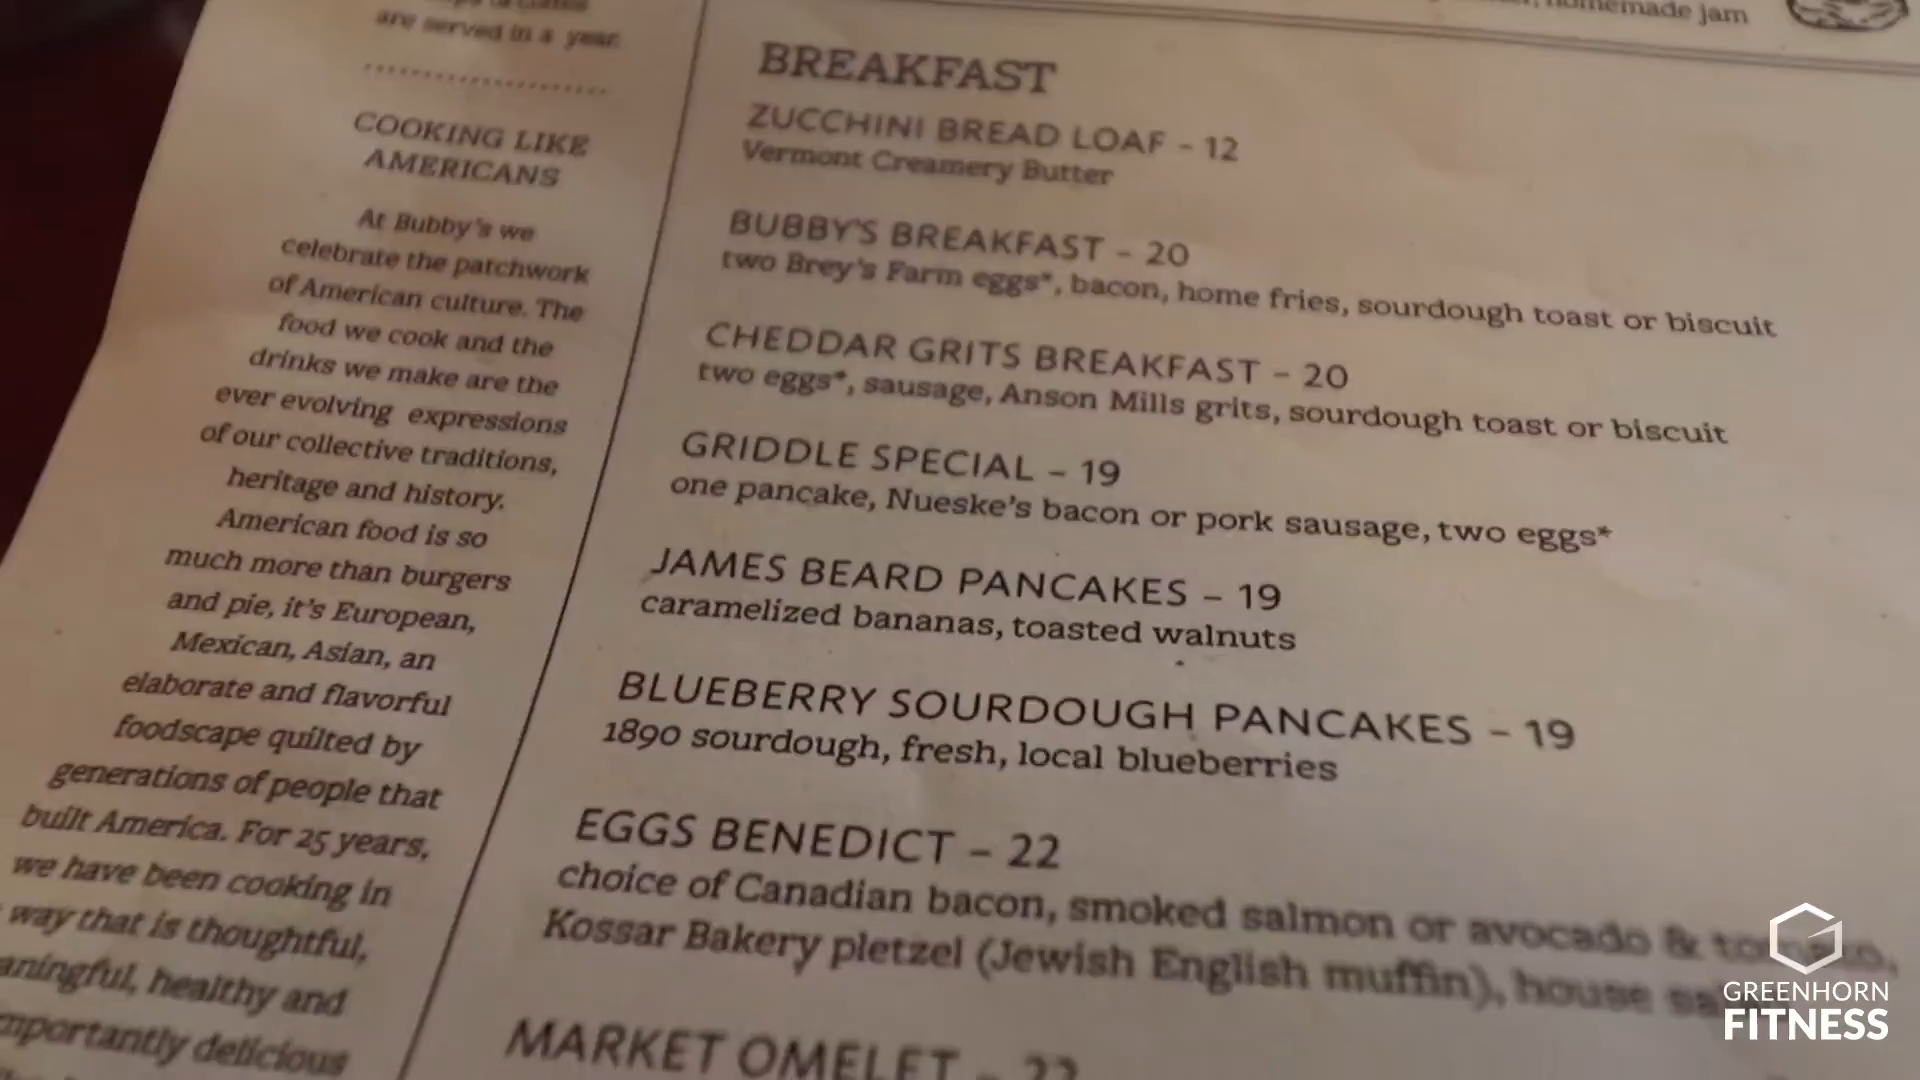 are served in a year.
COOKING LIKE
AMERICANS
At Bubby's we
celebrate the patchwork
of American culture. The
food we cook and the
drinks we make are the
ever evolving expressions
of our collective traditions,
heritage and history.
American food is so
much more than burgers
and pie, it's European,
Mexican, Asian, an
elaborate and flavorful
foodscape quilted by
generations of people that
built America. For 25 years,
we have been cooking in
way that is thoughtful,
healthy and
delicious
homemade jam
BREAKFAST
ZUCCHINI BREAD LOAF – 12
Vermont Creamery Butter
BUBBY'S BREAKFAST – 20
two Brey's Farm eggs*, bacon, home fries, sourdough toast or biscuit
CHEDDAR GRITS BREAKFAST – 20
two eggs*, sausage, Anson Mills grits, sourdough toast or biscuit
GRIDDLE SPECIAL – 19
one pancake, Nueske's bacon or pork sausage, two eggs*
JAMES BEARD PANCAKES – 19
caramelized bananas, toasted walnuts
BLUEBERRY SOURDOUGH PANCAKES – 19
1890 sourdough, fresh, local blueberries
EGGS BENEDICT – 22
choice of Canadian bacon, smoked salmon or avocado & tomato,
Kossar Bakery pletzel (Jewish English muffin), house
MARKET OMELET – 22
GREENHORN
FITNESS